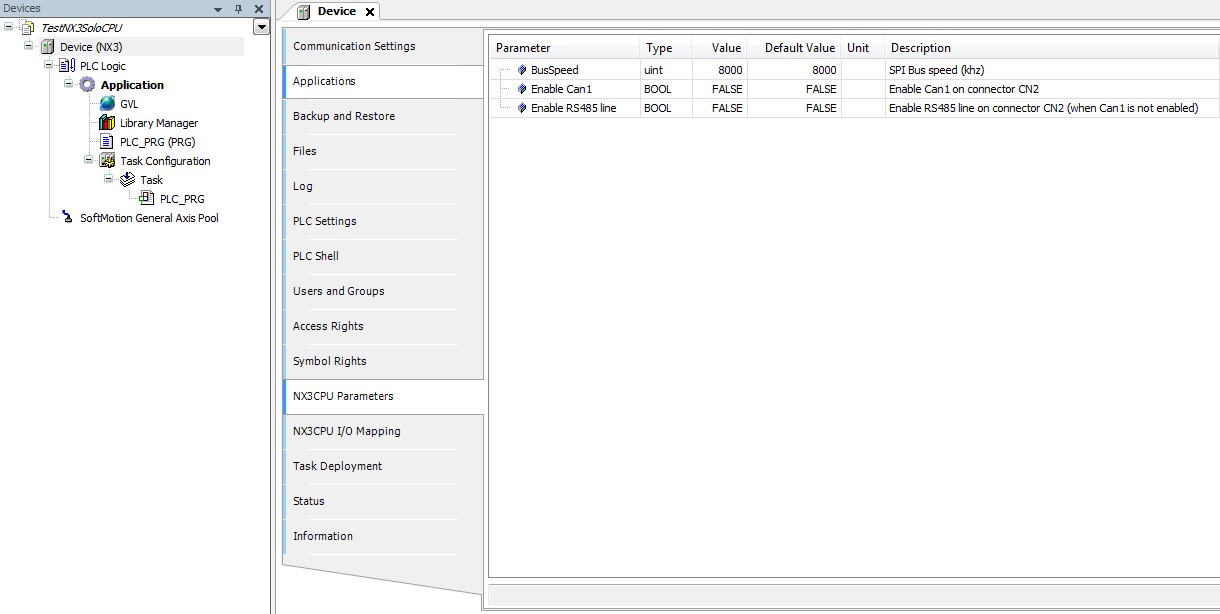 Devices
TestNX3SoloCPU
Device (NX3)
PLC Logic
Application
GVL
Library Manager
PLC_PRG (PRG)
Task Configuration
Task
PLC_PRG
SoftMotion General Axis Pool
Device
Communication Settings
Applications
Backup and Restore
Files
Log
PLC Settings
PLC Shell
Users and Groups
Access Rights
Symbol Rights
NX3CPU Parameters
NX3CPU I/O Mapping
Task Deployment
Status
Information
Parameter Type Value Default Value Unit Description
BusSpeed uint 8000 8000 SPI Bus speed (khz)
Enable Can1 BOOL FALSE FALSE Enable Can1 on connector CN2
Enable RS485 line BOOL FALSE FALSE Enable RS485 line on connector CN2 (when Can1 is not enabled)